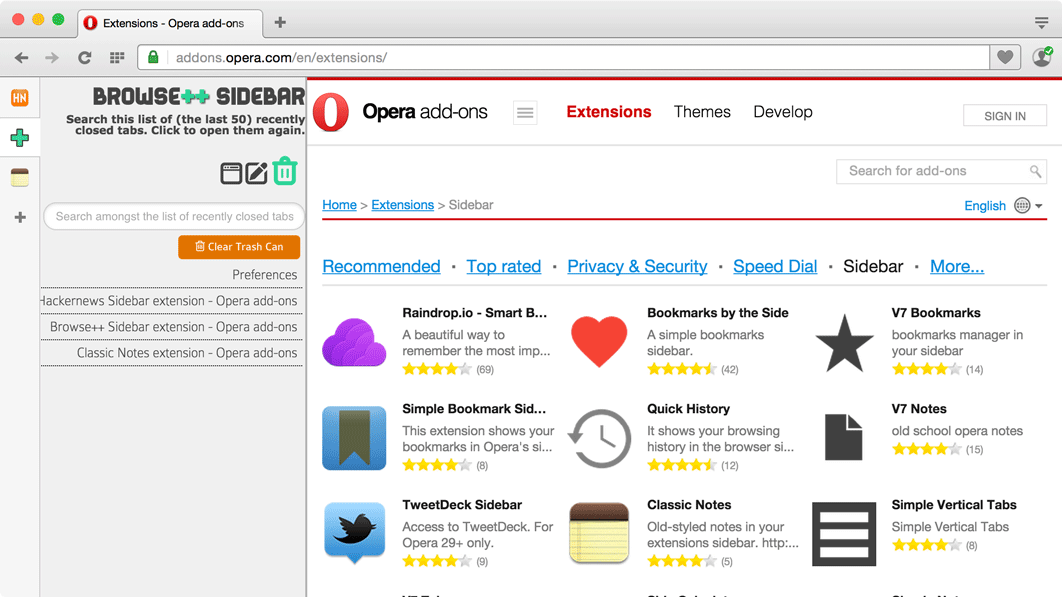 Extensions - Opera add-ons
addons.opera.com/en/extensions/
HN
BROWSE++ SIDEBAR
Search this list of (the last 50) recently
closed tabs. Click to open them again.
Search amongst the list of recently closed tabs
Clear Trash Can
Preferences
Hackernews Sidebar extension - Opera add-ons
Browse++ Sidebar extension - Opera add-ons
Classic Notes extension - Opera add-ons
Opera add-ons
Extensions Themes Develop
SIGN IN
Search for add-ons
Home > Extensions > Sidebar
English
Recommended · Top rated · Privacy & Security · Speed Dial · Sidebar · More...
Raindrop.io - Smart B...
A beautiful way to
remember the most imp...
(69)
Bookmarks by the Side
A simple bookmarks
sidebar.
(42)
V7 Bookmarks
bookmarks manager in
your sidebar
(14)
Simple Bookmark Sid...
This extension shows your
bookmarks in Opera's si...
(8)
Quick History
It shows your browsing
history in the browser si...
(12)
V7 Notes
old school opera notes
(15)
TweetDeck Sidebar
Access to TweetDeck. For
Opera 29+ only.
(9)
Classic Notes
Old-styled notes in your
extensions sidebar. http:...
(5)
Simple Vertical Tabs
Simple Vertical Tabs
(8)